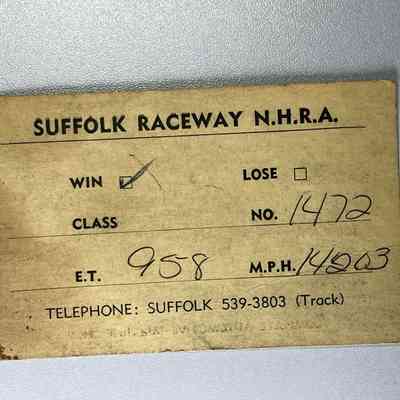 SUFFOLK RACEWAY N.H.R.A.
WIN ☑ LOSE ☐
CLASS NO. 1472
E.T. 958 M.P.H. 14203
TELEPHONE: SUFFOLK 539-3803 (Track)